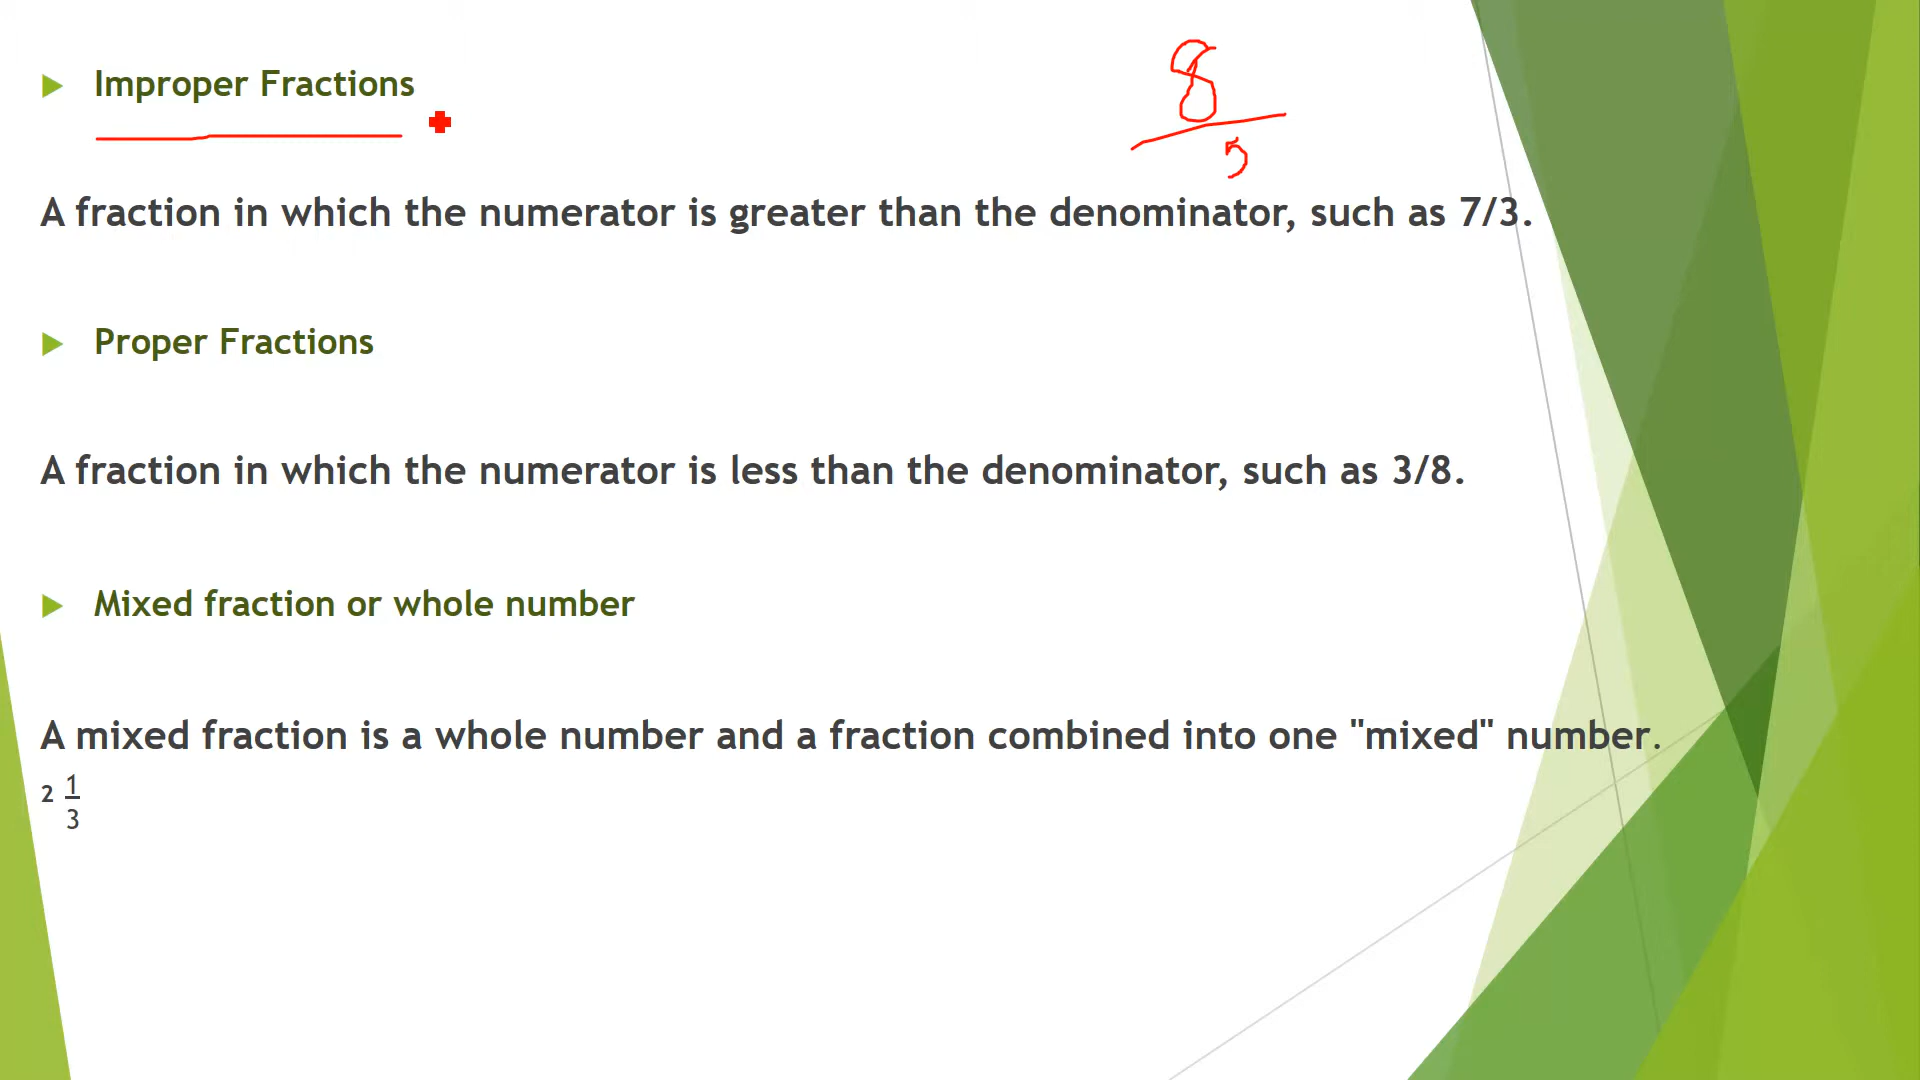 Improper Fractions
8
5
A fraction in which the numerator is greater than the denominator, such as 7/3.
Proper Fractions
A fraction in which the numerator is less than the denominator, such as 3/8.
Mixed fraction or whole number
A mixed fraction is a whole number and a fraction combined into one "mixed" number.
2 1/3